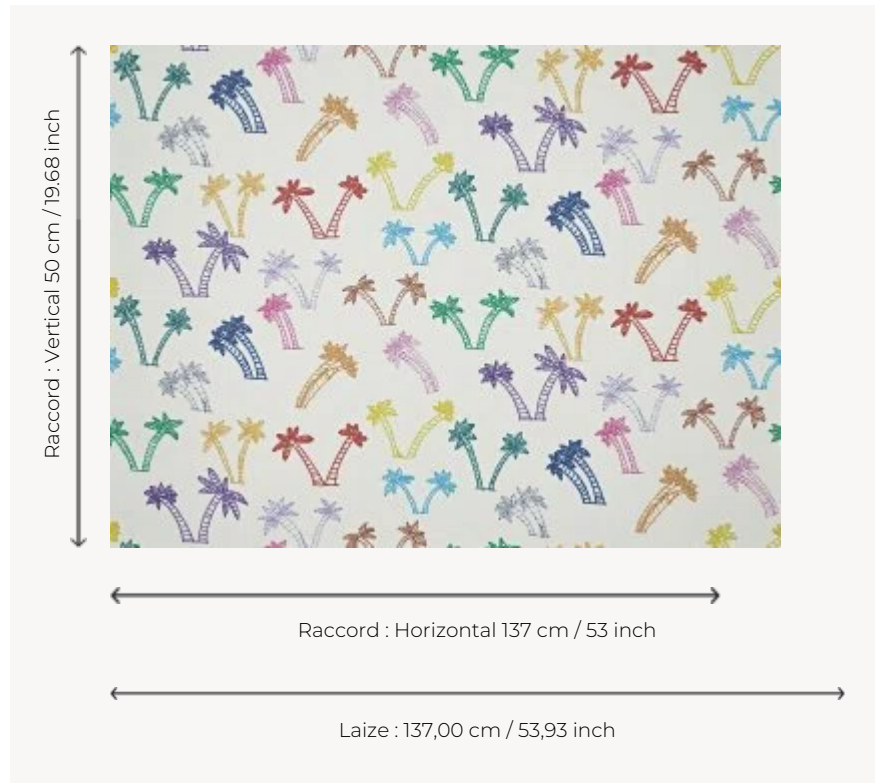 Raccord : Vertical 50 cm / 19.68 inch
Raccord : Horizontal 137 cm / 53 inch
Laize : 137,00 cm / 53,93 inch